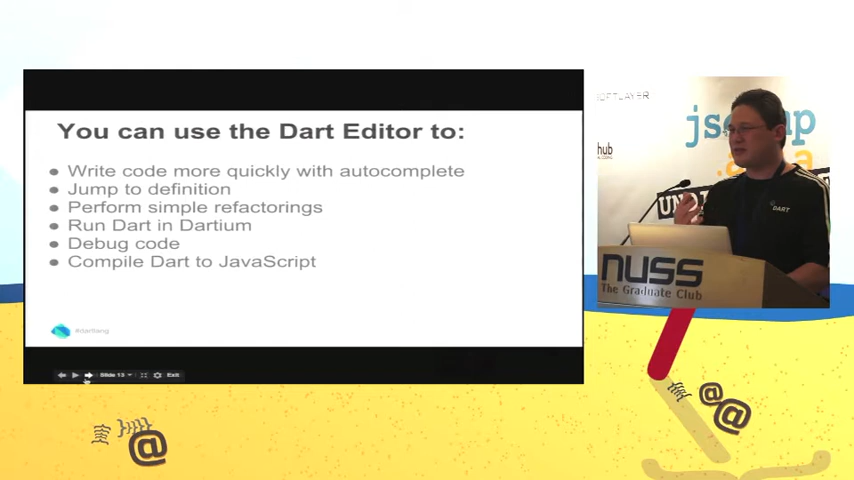 You can use the Dart Editor to:
Write code more quickly with autocomplete
Jump to definition
Perform simple refactorings
Run Dart in Dartium
Debug code
Compile Dart to JavaScript
#dartlang
Slide 13
Exit
DART
NUSS
The Graduate Club
hub
@
@
@